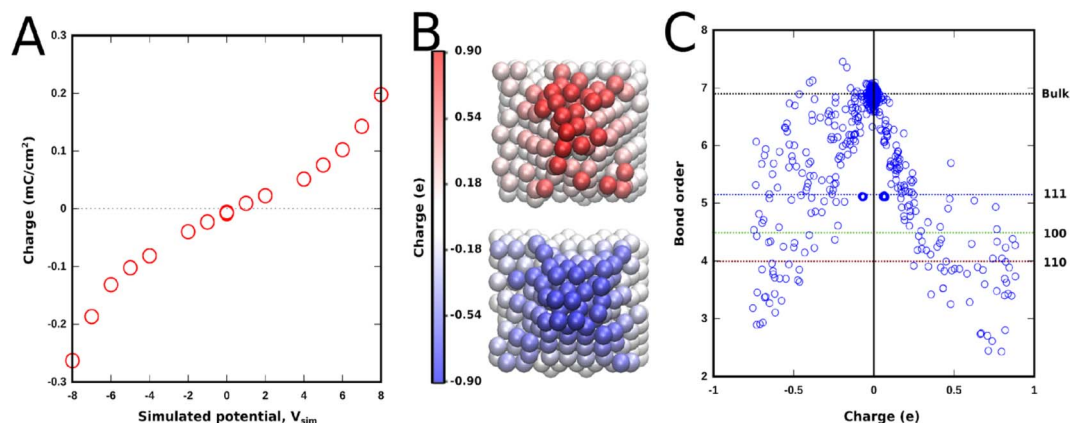 A
0.3
0.2
0.1
0
-0.1
-0.2
-0.3
-8 -6 -4 -2 0 2 4 6 8
Charge (mC/cm²)
Simulated potential, Vsim
B
0.90
0.54
0.18
-0.18
-0.54
-0.90
Charge (e)
C
8
7
6
5
4
3
2
-1 -0.5 0 0.5 1
Bond order
Charge (e)
Bulk
111
100
110